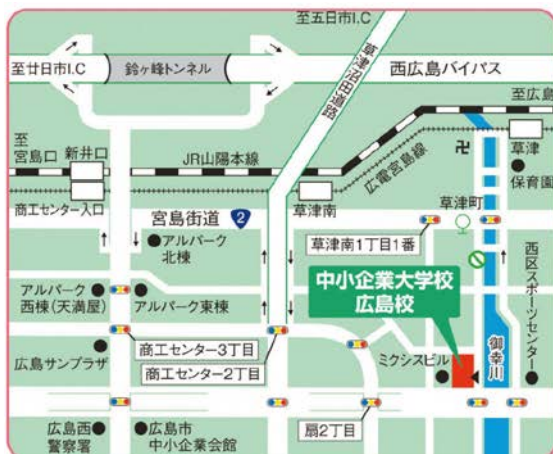 至五日市I.C
至廿日市I.C
鈴ヶ峰トンネル
草津沼田道路
西広島バイパス
至広島
至
宮島口
新井口
JR山陽本線
広電宮島線
草津
保育園
商工センター入口
草津南
宮島街道
2
草津町
アルパーク
北棟
草津南1丁目1番
中小企業大学校
広島校
アルパーク
西棟(天満屋)
アルパーク東棟
西区スポーツセンター
商工センター3丁目
商工センター2丁目
広島サンプラザ
ミクシスビル
御幸川
広島西
警察署
広島市
中小企業会館
扇2丁目